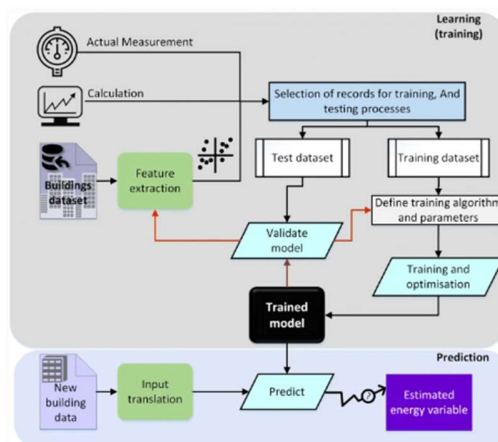 Learning
(training)
Actual Measurement
Calculation
Selection of records for training, And
testing processes
Buildings
dataset
Feature
extraction
Test dataset
Training dataset
Validate
model
Define training algorithm
and parameters
Training and
optimisation
Trained
model
Prediction
New
building
data
Input
translation
Predict
Estimated
energy variable